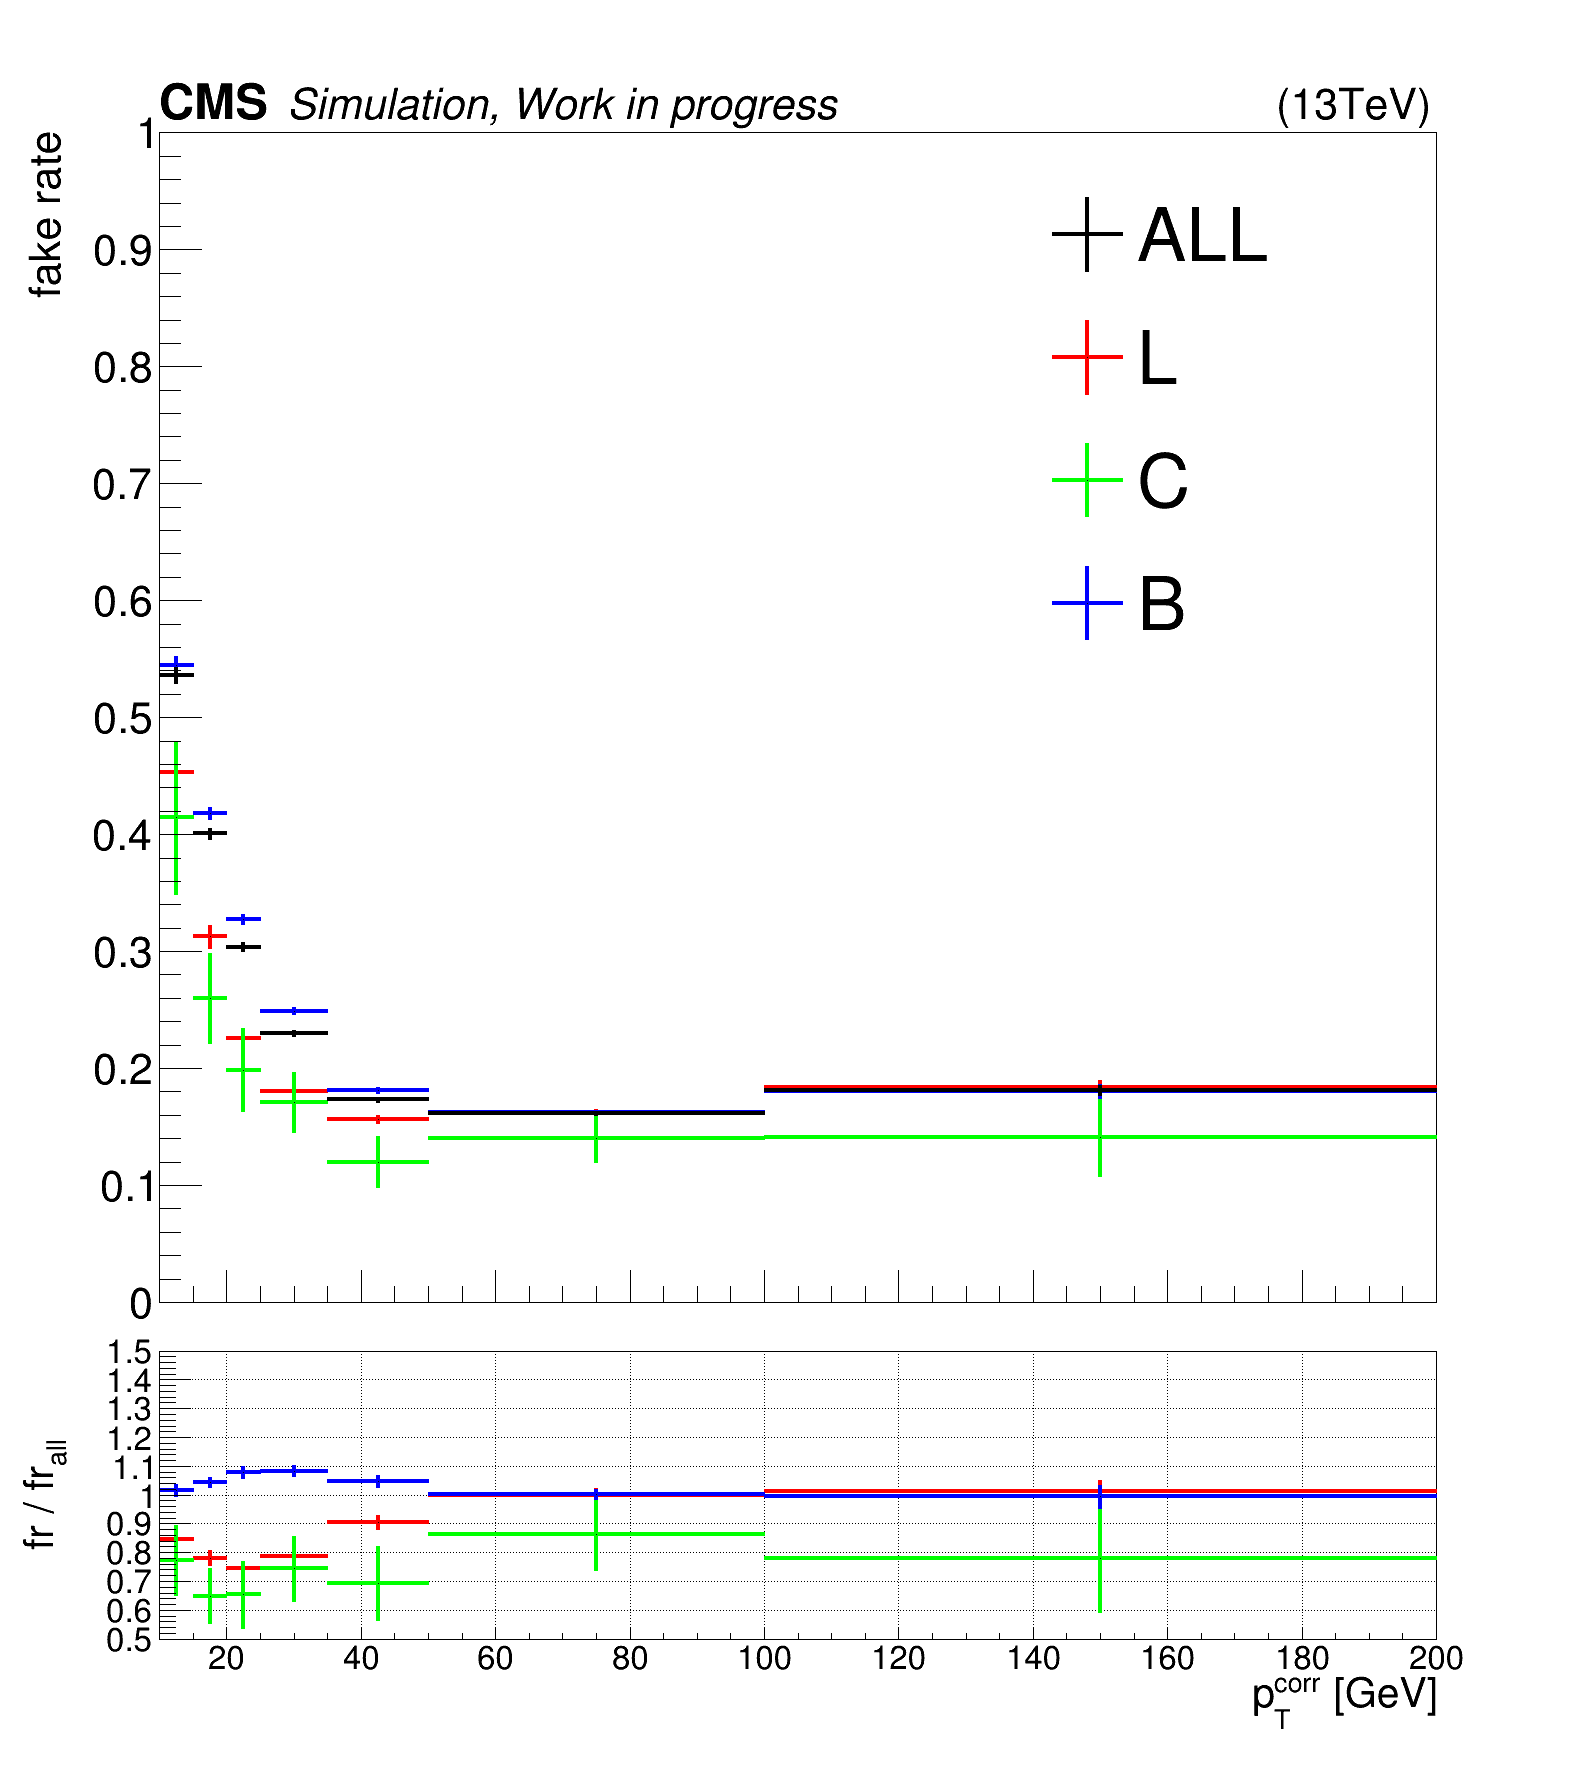 CMS Simulation, Work in progress (13TeV)
fake rate
1
0.9
0.8
0.7
0.6
0.5
0.4
0.3
0.2
0.1
0
ALL
L
C
B
fr / fr_all
1.5
1.4
1.3
1.2
1.1
1
0.9
0.8
0.7
0.6
0.5
20 40 60 80 100 120 140 160 180 200
p_T^corr [GeV]